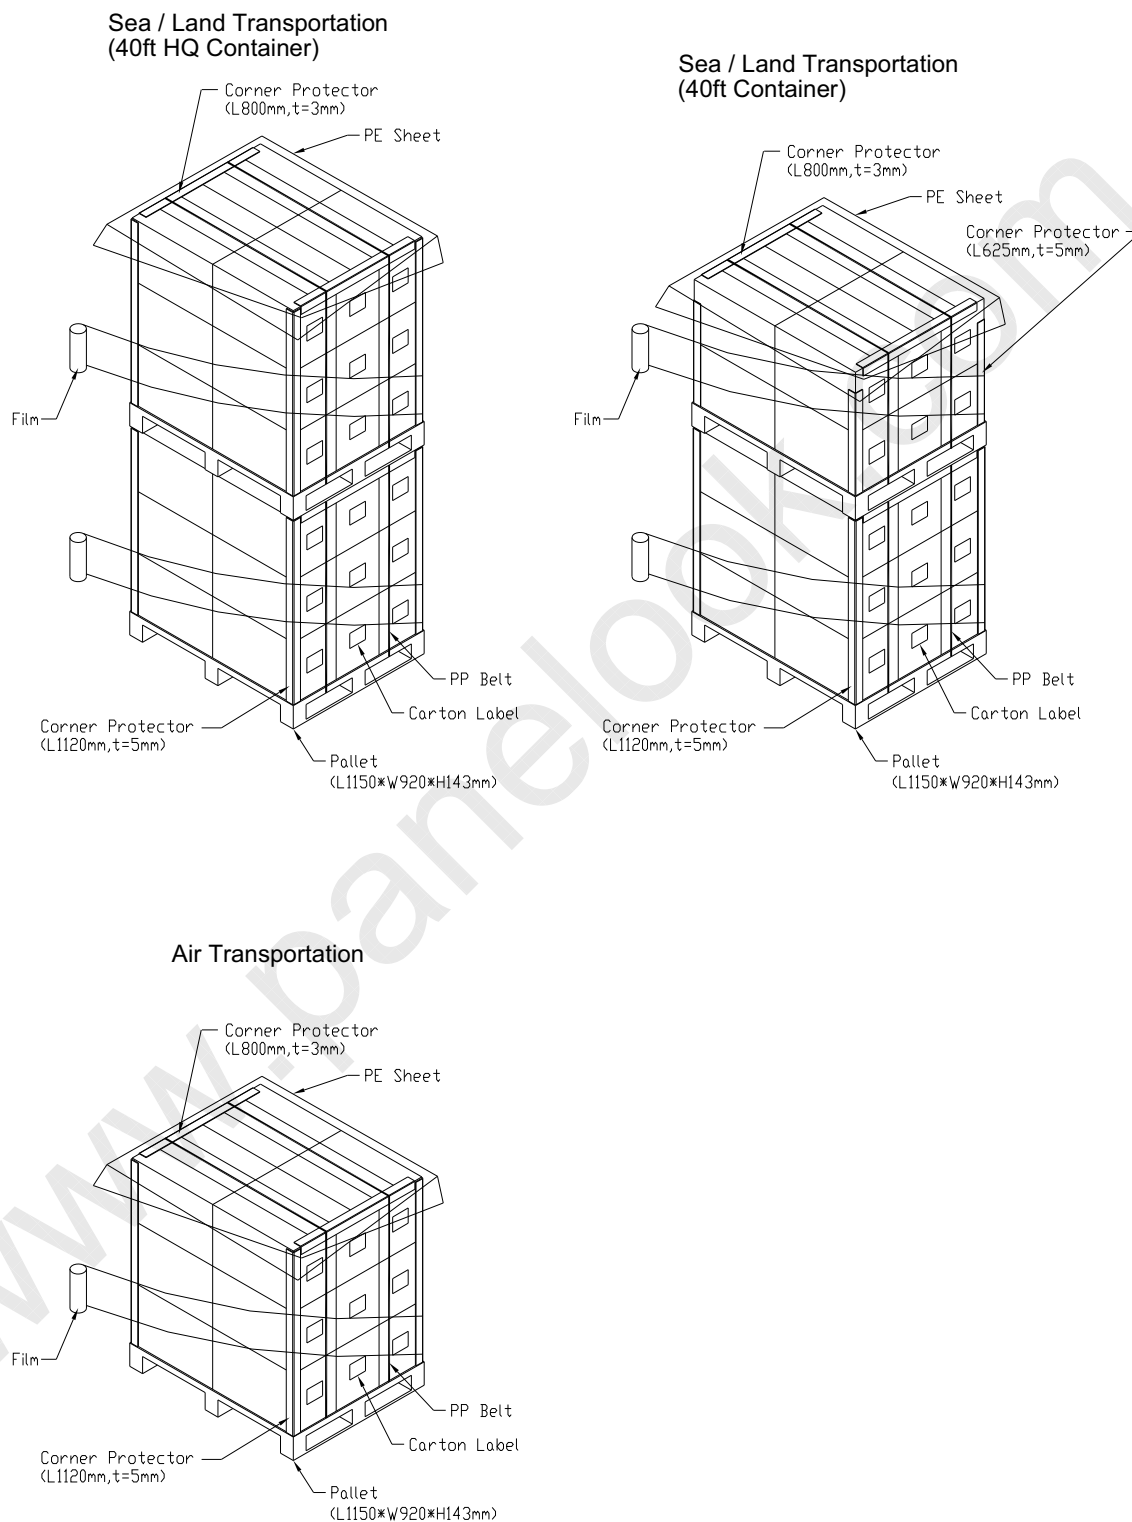 Sea / Land Transportation
(40ft HQ Container)
Corner Protector
(L800mm,t=3mm)
PE Sheet
Film
PP Belt
Carton Label
Corner Protector
(L1120mm,t=5mm)
Pallet
(L1150*W920*H143mm)
Sea / Land Transportation
(40ft Container)
Corner Protector
(L800mm,t=3mm)
PE Sheet
Corner Protector
(L625mm,t=5mm)
Film
PP Belt
Carton Label
Corner Protector
(L1120mm,t=5mm)
Pallet
(L1150*W920*H143mm)
Air Transportation
Corner Protector
(L800mm,t=3mm)
PE Sheet
Film
PP Belt
Carton Label
Corner Protector
(L1120mm,t=5mm)
Pallet
(L1150*W920*H143mm)
www.panelook.com